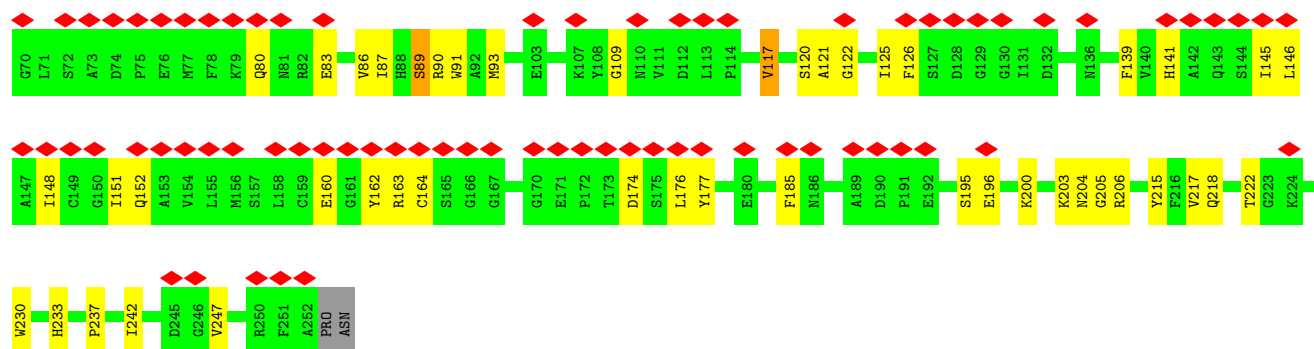 G70 L71 S72 A73 D74 P75 E76 M77 F78 K79 Q80 N81 R82 E83 V86 I87 H88 S89 R90 W91 A92 M93 E103 K107 Y108 G109 N110 V111 D112 L113 P114 V117 S120 A121 G122 I125 F126 S127 D128 G129 G130 I131 D132 N136 F139 V140 H141 A142 Q143 S144 I145 L146
A147 I148 C149 G150 I151 Q152 A153 V154 L155 M156 S157 L158 C159 E160 G161 Y162 R163 C164 S165 G166 G167 G170 E171 P172 T173 D174 S175 L176 Y177 E180 F185 N186 A189 D190 P191 E192 S195 E196 K200 K203 N204 G205 R206 Y215 F216 V217 Q218 T222 G223 K224
W230 H233 P237 I242 D245 G246 V247 R250 F251 A252 PRO ASN